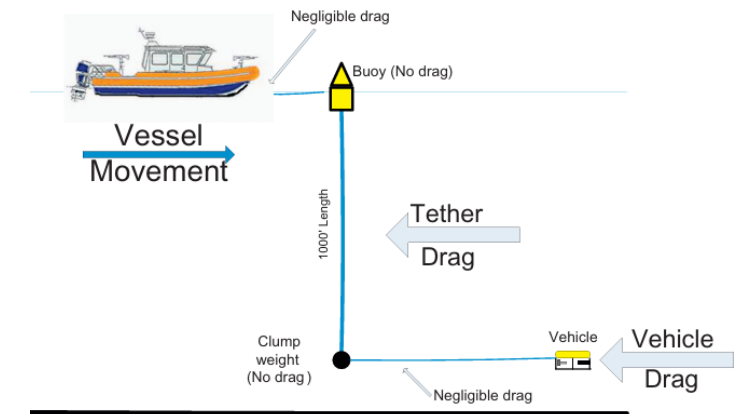 Negligible drag
Buoy (No drag)
Vessel
Movement
1000' Length
Tether
Drag
Clump
weight
(No drag)
Vehicle
Vehicle
Drag
Negligible drag